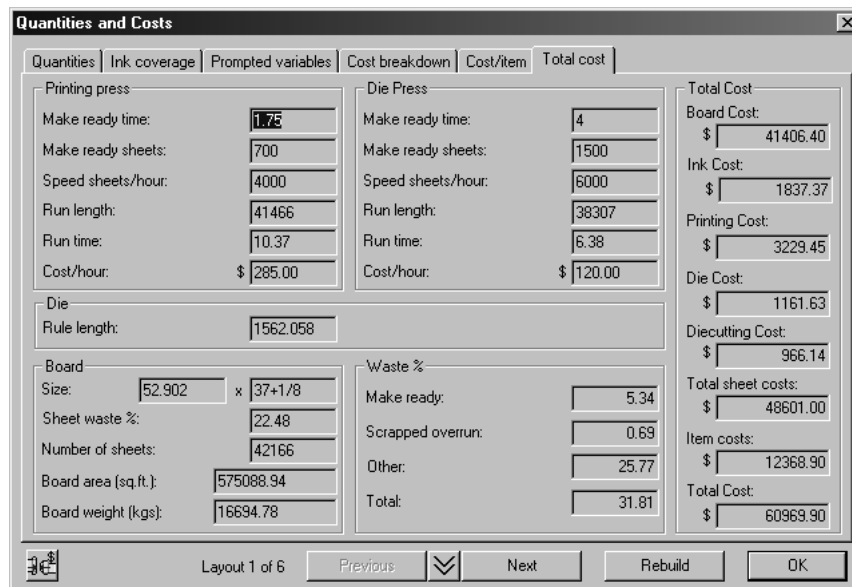 Quantities and Costs
Quantities Ink coverage Prompted variables Cost breakdown Cost/item Total cost
Printing press
Make ready time: 1.75
Make ready sheets: 700
Speed sheets/hour: 4000
Run length: 41466
Run time: 10.37
Cost/hour: $ 285.00
Die Press
Make ready time: 4
Make ready sheets: 1500
Speed sheets/hour: 6000
Run length: 38307
Run time: 6.38
Cost/hour: $ 120.00
Die
Rule length: 1562.058
Board
Size: 52.902 x 37+1/8
Sheet waste %: 22.48
Number of sheets: 42166
Board area (sq.ft.): 575088.94
Board weight (kgs): 16694.78
Waste %
Make ready: 5.34
Scrapped overrun: 0.69
Other: 25.77
Total: 31.81
Total Cost
Board Cost:
$ 41406.40
Ink Cost:
$ 1837.37
Printing Cost:
$ 3229.45
Die Cost:
$ 1161.63
Diecutting Cost:
$ 966.14
Total sheet costs:
$ 48601.00
Item costs:
$ 12368.90
Total Cost:
$ 60969.90
Layout 1 of 6 Previous Next Rebuild OK